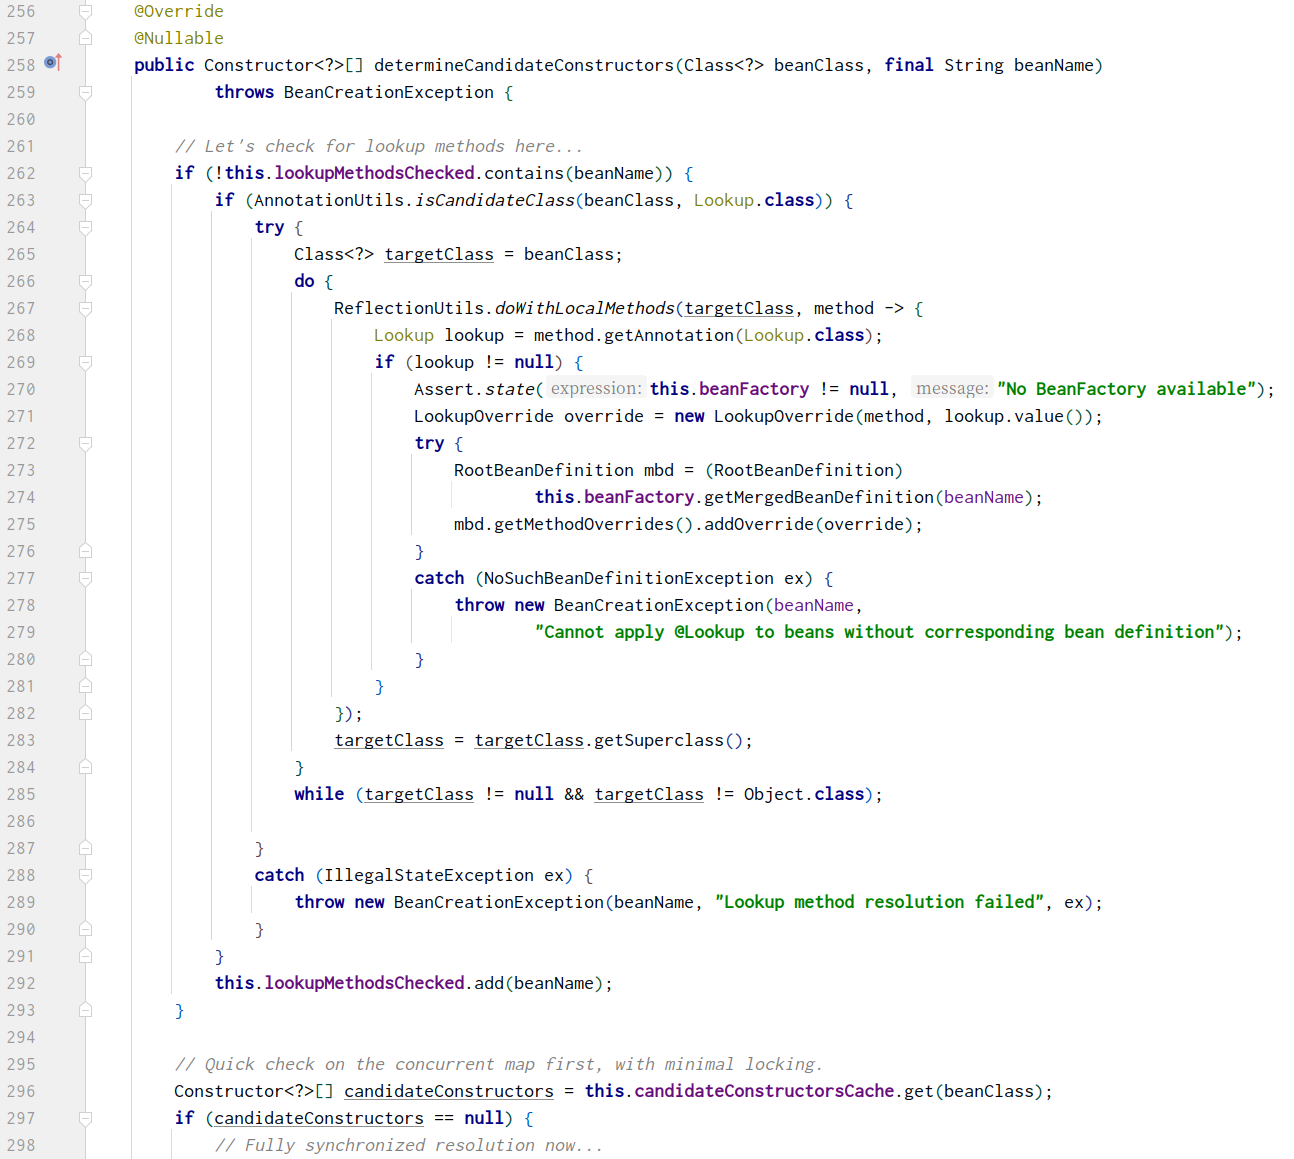 256 @Override
257 @Nullable
258 public Constructor<?>[] determineCandidateConstructors(Class<?> beanClass, final String beanName)
259 throws BeanCreationException {
260
261 // Let's check for lookup methods here...
262 if (!this.lookupMethodsChecked.contains(beanName)) {
263 if (AnnotationUtils.isCandidateClass(beanClass, Lookup.class)) {
264 try {
265 Class<?> targetClass = beanClass;
266 do {
267 ReflectionUtils.doWithLocalMethods(targetClass, method -> {
268 Lookup lookup = method.getAnnotation(Lookup.class);
269 if (lookup != null) {
270 Assert.state( expression: this.beanFactory != null, message: "No BeanFactory available");
271 LookupOverride override = new LookupOverride(method, lookup.value());
272 try {
273 RootBeanDefinition mbd = (RootBeanDefinition)
274 this.beanFactory.getMergedBeanDefinition(beanName);
275 mbd.getMethodOverrides().addOverride(override);
276 }
277 catch (NoSuchBeanDefinitionException ex) {
278 throw new BeanCreationException(beanName,
279 "Cannot apply @Lookup to beans without corresponding bean definition");
280 }
281 }
282 });
283 targetClass = targetClass.getSuperclass();
284 }
285 while (targetClass != null && targetClass != Object.class);
286
287 }
288 catch (IllegalStateException ex) {
289 throw new BeanCreationException(beanName, "Lookup method resolution failed", ex);
290 }
291 }
292 this.lookupMethodsChecked.add(beanName);
293 }
294
295 // Quick check on the concurrent map first, with minimal locking.
296 Constructor<?>[] candidateConstructors = this.candidateConstructorsCache.get(beanClass);
297 if (candidateConstructors == null) {
298 // Fully synchronized resolution now...